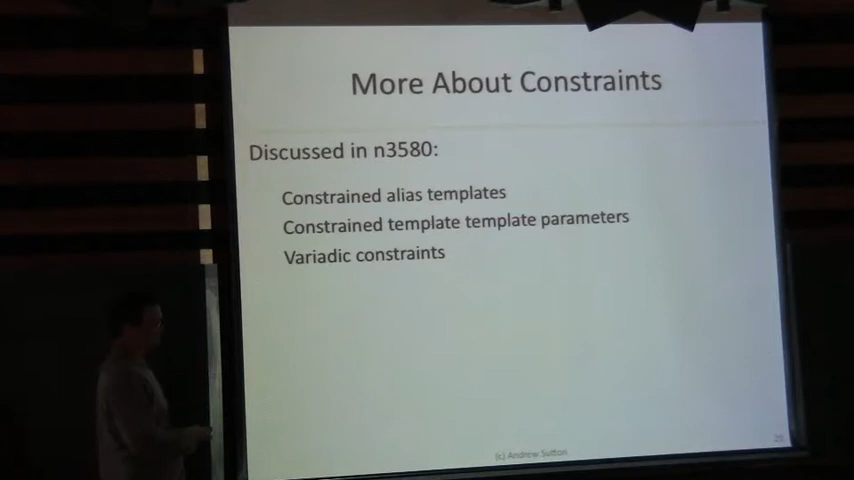 More About Constraints
Discussed in n3580:
Constrained alias templates
Constrained template template parameters
Variadic constraints
(c) Andrew Sutton